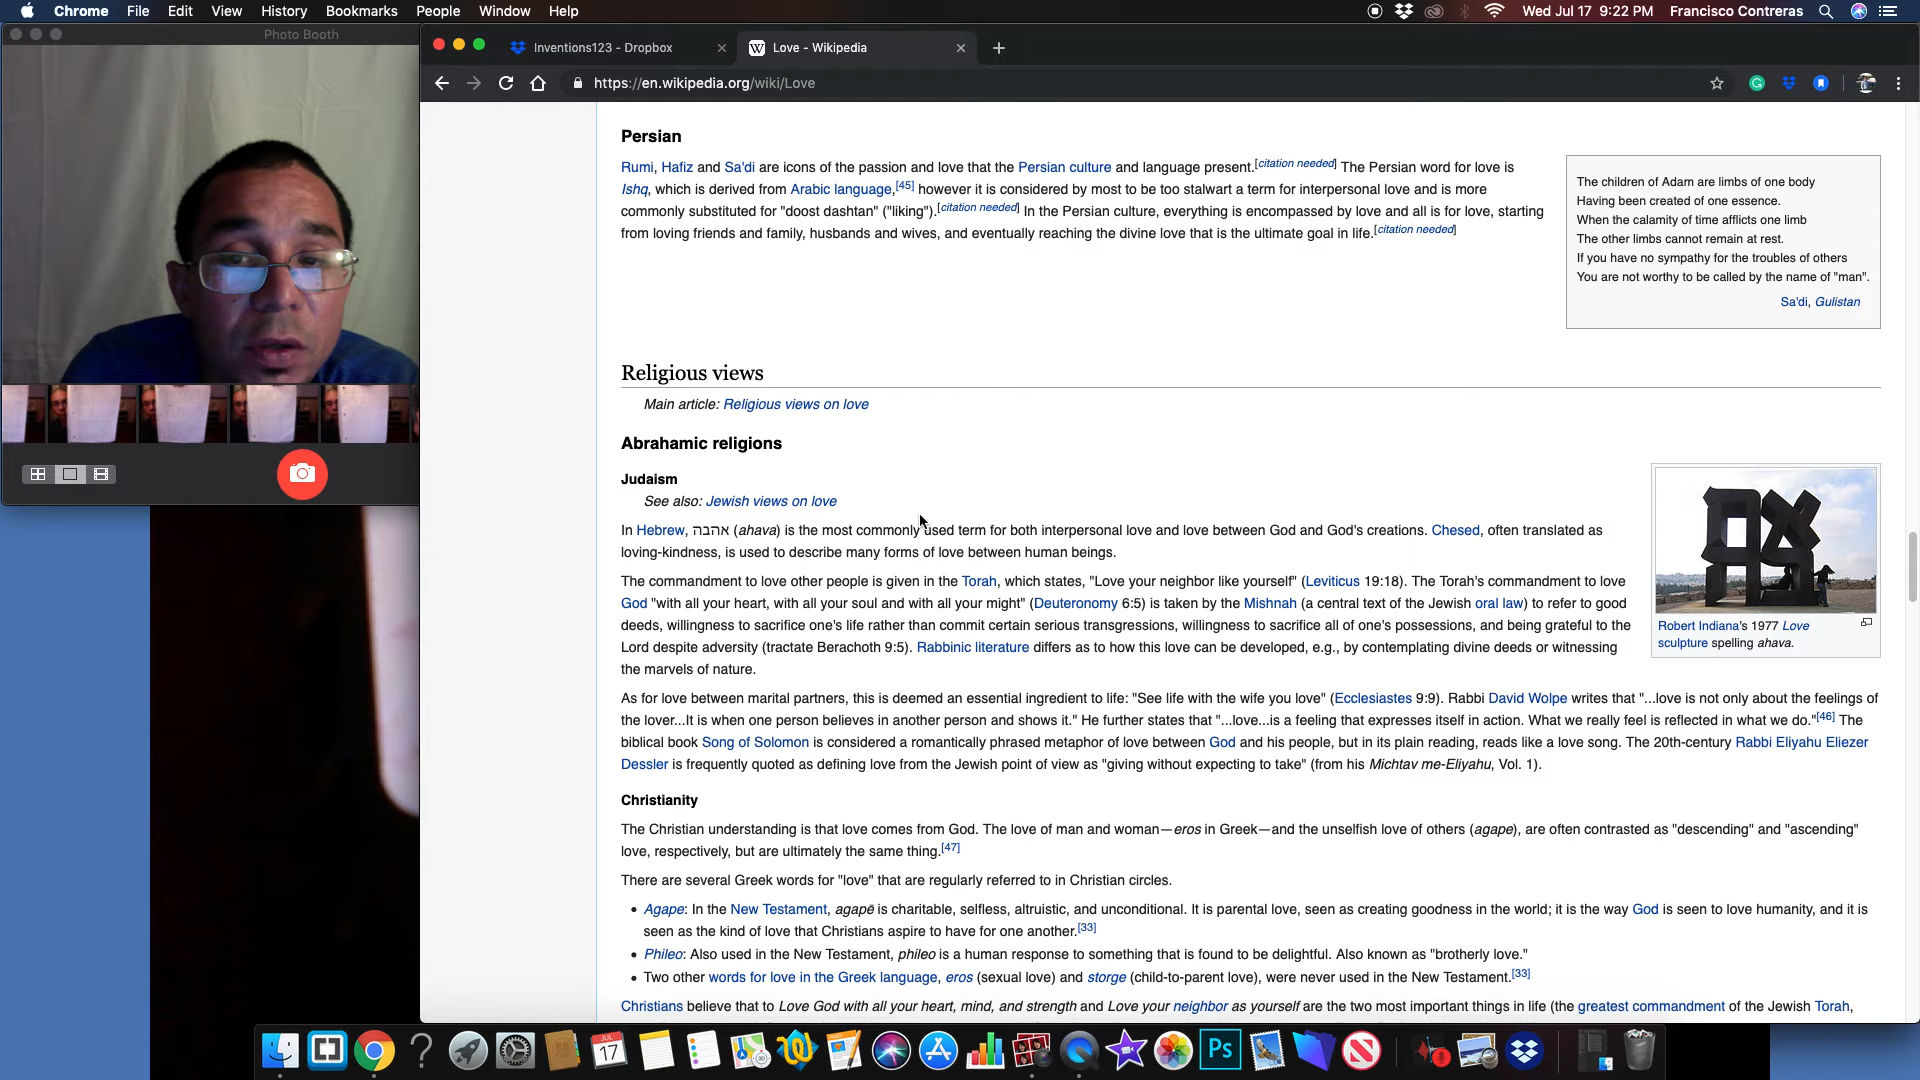 Chrome File Edit View History Bookmarks People Window Help
Wed Jul 17 9:22 PM Francisco Contreras
Photo Booth
Inventions123 - Dropbox
Love - Wikipedia
https://en.wikipedia.org/wiki/Love
Persian
Rumi, Hafiz and Sa'di are icons of the passion and love that the Persian culture and language present.[citation needed] The Persian word for love is
Ishq, which is derived from Arabic language,[45] however it is considered by most to be too stalwart a term for interpersonal love and is more
commonly substituted for "doost dashtan" ("liking").[citation needed] In the Persian culture, everything is encompassed by love and all is for love, starting
from loving friends and family, husbands and wives, and eventually reaching the divine love that is the ultimate goal in life.[citation needed]
The children of Adam are limbs of one body
Having been created of one essence.
When the calamity of time afflicts one limb
The other limbs cannot remain at rest.
If you have no sympathy for the troubles of others
You are not worthy to be called by the name of "man".
Sa'di, Gulistan
Religious views
Main article: Religious views on love
Abrahamic religions
Judaism
See also: Jewish views on love
In Hebrew, אהבה (ahava) is the most commonly used term for both interpersonal love and love between God and God's creations. Chesed, often translated as
loving-kindness, is used to describe many forms of love between human beings.
The commandment to love other people is given in the Torah, which states, "Love your neighbor like yourself" (Leviticus 19:18). The Torah's commandment to love
God "with all your heart, with all your soul and with all your might" (Deuteronomy 6:5) is taken by the Mishnah (a central text of the Jewish oral law) to refer to good
deeds, willingness to sacrifice one's life rather than commit certain serious transgressions, willingness to sacrifice all of one's possessions, and being grateful to the
Lord despite adversity (tractate Berachoth 9:5). Rabbinic literature differs as to how this love can be developed, e.g., by contemplating divine deeds or witnessing
the marvels of nature.
אהבה
Robert Indiana's 1977 Love
sculpture spelling ahava.
As for love between marital partners, this is deemed an essential ingredient to life: "See life with the wife you love" (Ecclesiastes 9:9). Rabbi David Wolpe writes that "...love is not only about the feelings of
the lover...It is when one person believes in another person and shows it." He further states that "...love...is a feeling that expresses itself in action. What we really feel is reflected in what we do."[46] The
biblical book Song of Solomon is considered a romantically phrased metaphor of love between God and his people, but in its plain reading, reads like a love song. The 20th-century Rabbi Eliyahu Eliezer
Dessler is frequently quoted as defining love from the Jewish point of view as "giving without expecting to take" (from his Michtav me-Eliyahu, Vol. 1).
Christianity
The Christian understanding is that love comes from God. The love of man and woman—eros in Greek—and the unselfish love of others (agape), are often contrasted as "descending" and "ascending"
love, respectively, but are ultimately the same thing.[47]
There are several Greek words for "love" that are regularly referred to in Christian circles.
• Agape: In the New Testament, agapē is charitable, selfless, altruistic, and unconditional. It is parental love, seen as creating goodness in the world; it is the way God is seen to love humanity, and it is
seen as the kind of love that Christians aspire to have for one another.[33]
• Phileo: Also used in the New Testament, phileo is a human response to something that is found to be delightful. Also known as "brotherly love."
• Two other words for love in the Greek language, eros (sexual love) and storge (child-to-parent love), were never used in the New Testament.[33]
Christians believe that to Love God with all your heart, mind, and strength and Love your neighbor as yourself are the two most important things in life (the greatest commandment of the Jewish Torah,
JUL
17
Ps